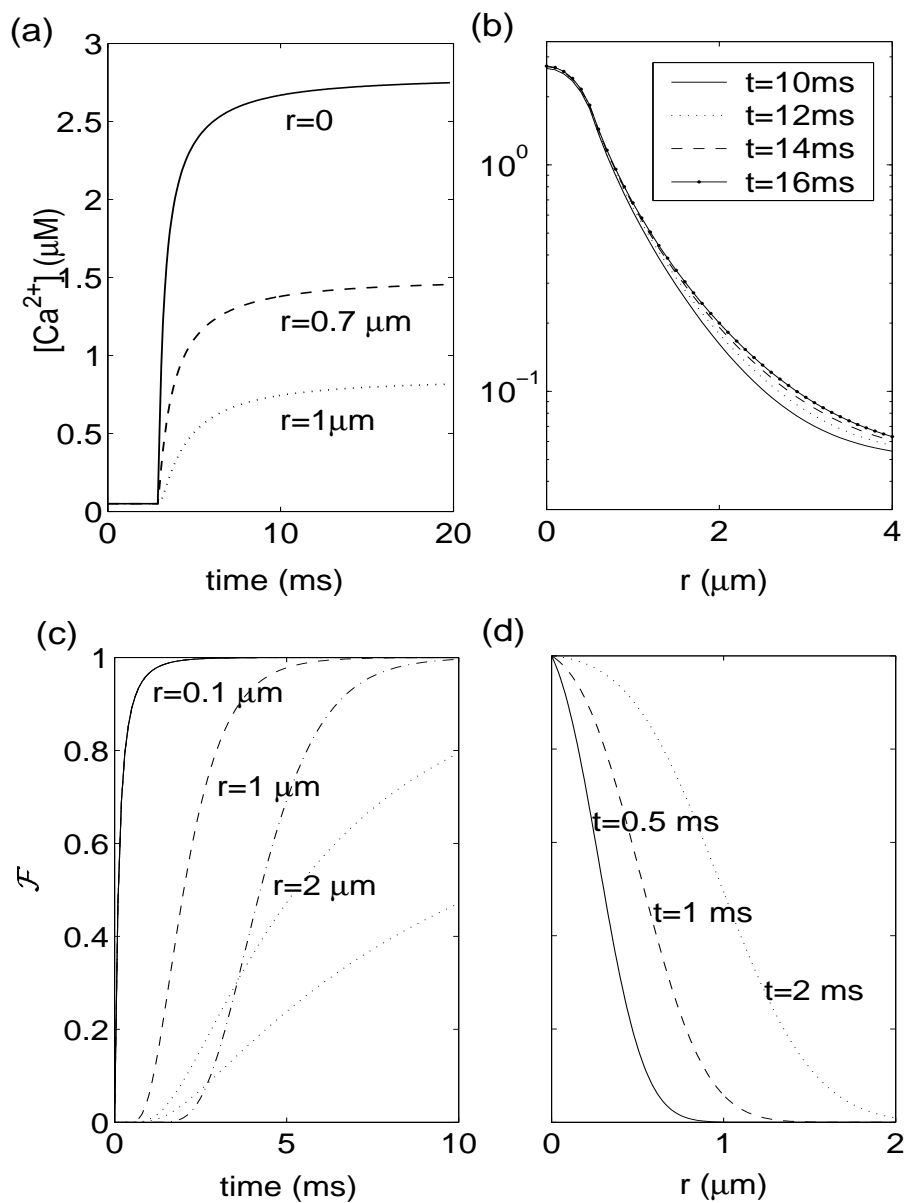 (a)
3
2.5
2
1.5
1
0.5
0
[Ca²⁺] (μM)
r=0
r=0.7 μm
r=1μm
0
10
20
time (ms)
(b)
t=10ms
t=12ms
t=14ms
t=16ms
10⁰
10⁻¹
0
2
4
r (μm)
(c)
1
0.8
0.6
0.4
0.2
0
ℱ
r=0.1 μm
r=1 μm
r=2 μm
0
5
10
time (ms)
(d)
t=0.5 ms
t=1 ms
t=2 ms
0
1
2
r (μm)